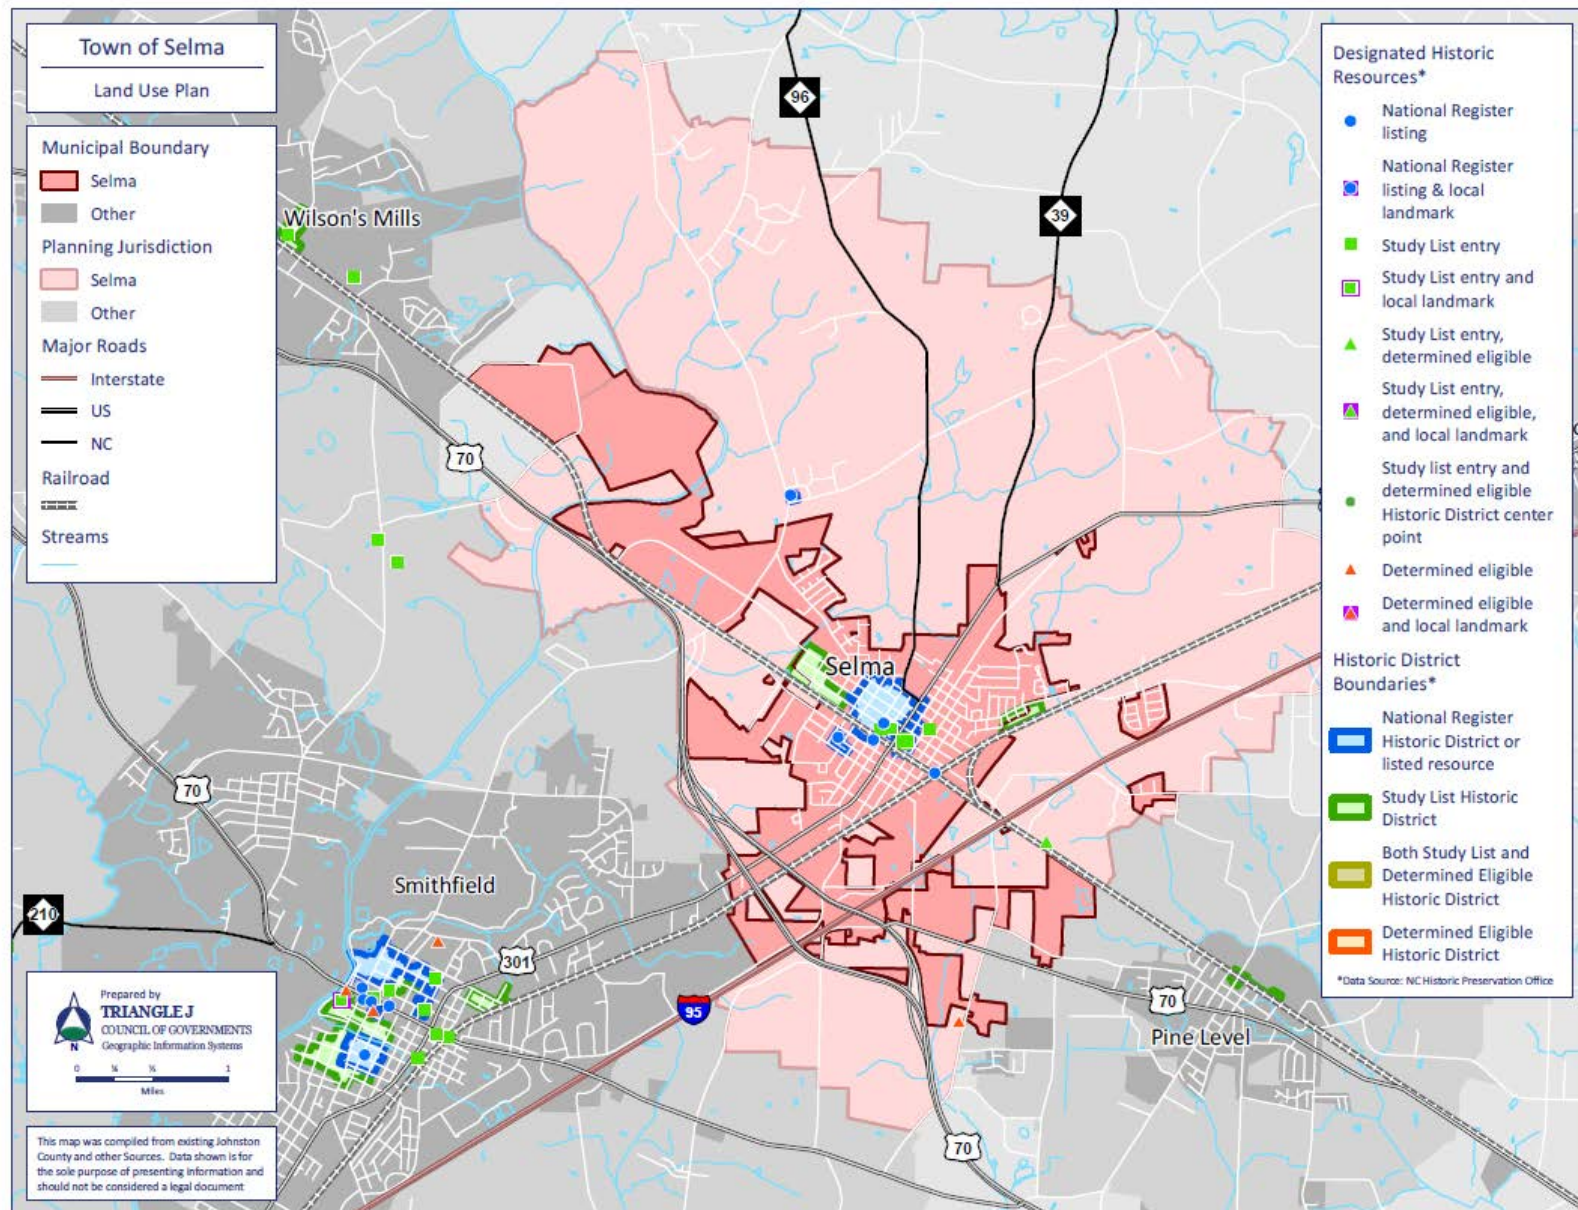 Town of Selma
Land Use Plan
Municipal Boundary
Selma
Other
Planning Jurisdiction
Selma
Other
Major Roads
Interstate
US
NC
Railroad
Streams
Wilson's Mills
96
39
70
Selma
70
Smithfield
210
301
95
70
Pine Level
70
Designated Historic
Resources*
National Register
listing
National Register
listing & local
landmark
Study List entry
Study List entry and
local landmark
Study List entry,
determined eligible
Study List entry,
determined eligible,
and local landmark
Study list entry and
determined eligible
Historic District center
point
Determined eligible
Determined eligible
and local landmark
Historic District
Boundaries*
National Register
Historic District or
listed resource
Study List Historic
District
Both Study List and
Determined Eligible
Historic District
Determined Eligible
Historic District
*Data Source: NC Historic Preservation Office
Prepared by
TRIANGLE J
COUNCIL OF GOVERNMENTS
Geographic Information Systems
N
0 ¼ ½ 1
Miles
This map was compiled from existing Johnston
County and other Sources. Data shown is for
the sole purpose of presenting information and
should not be considered a legal document